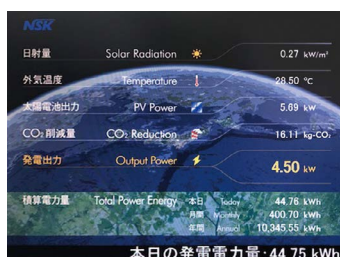 NSK
日射量 Solar Radiation 0.27 kW/m²
外気温度 Temperature 28.50 ℃
太陽電池出力 PV Power 5.69 kW
CO₂削減量 CO₂ Reduction 16.11 kg-CO₂
発電出力 Output Power 4.50 kW
積算電力量 Total Power Energy 本日 Today 44.76 kWh
月間 Monthly 400.70 kWh
年間 Annual 10,345.55 kWh
本日の発電電力量:44.75 kWh